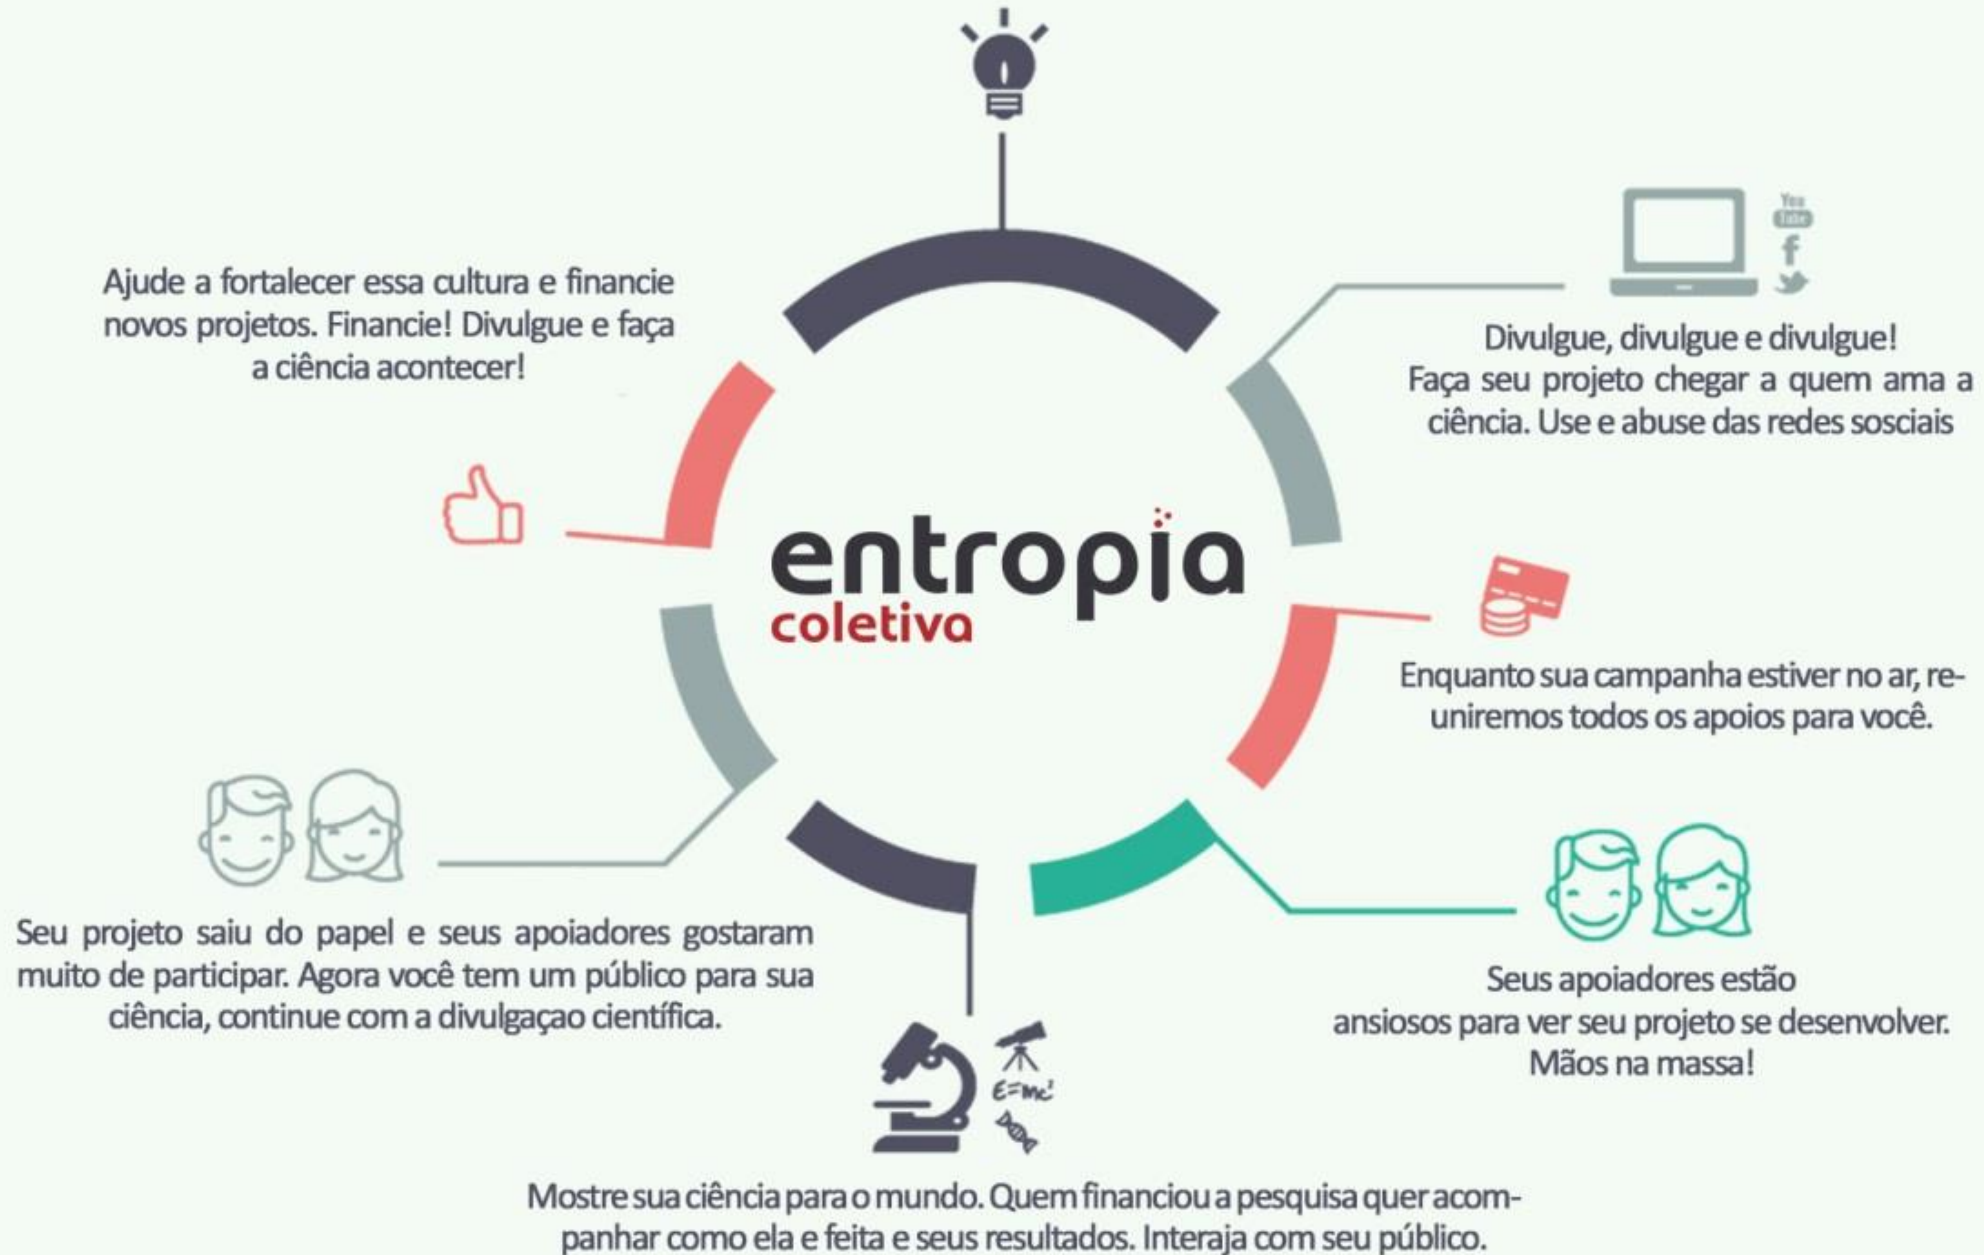 You
Tube
f
Divulgue, divulgue e divulgue!
Faça seu projeto chegar a quem ama a
ciência. Use e abuse das redes sosciais
Ajude a fortalecer essa cultura e financie
novos projetos. Financie! Divulgue e faça
a ciência acontecer!
entropia
coletiva
Enquanto sua campanha estiver no ar, re-
uniremos todos os apoios para você.
Seus apoiadores estão
ansiosos para ver seu projeto se desenvolver.
Mãos na massa!
Seu projeto saiu do papel e seus apoiadores gostaram
muito de participar. Agora você tem um público para sua
ciência, continue com a divulgaçao científica.
E=mc²
Mostre sua ciência para o mundo. Quem financiou a pesquisa quer acom-
panhar como ela e feita e seus resultados. Interaja com seu público.